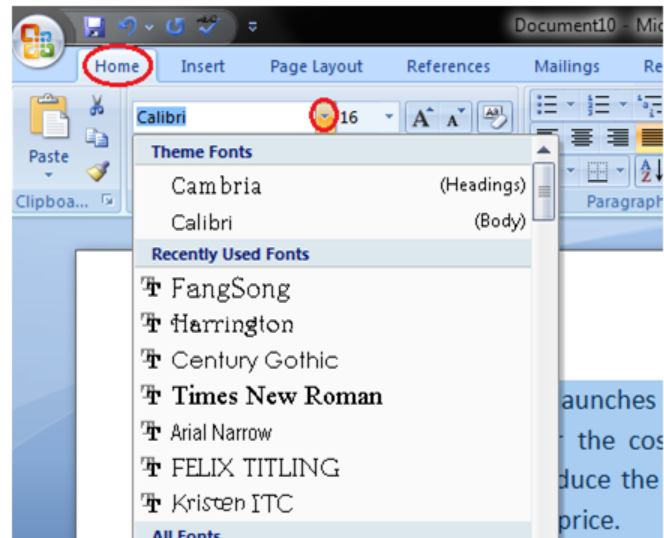 Document10 - Mic
Home Insert Page Layout References Mailings Re
Calibri 16
Paste
Clipboa...
Paragraph
Theme Fonts
Cambria (Headings)
Calibri (Body)
Recently Used Fonts
FangSong
Harrington
Century Gothic
Times New Roman
Arial Narrow
FELIX TITLING
Kristen ITC
All Fonts
aunches
r the cos
duce the
price.